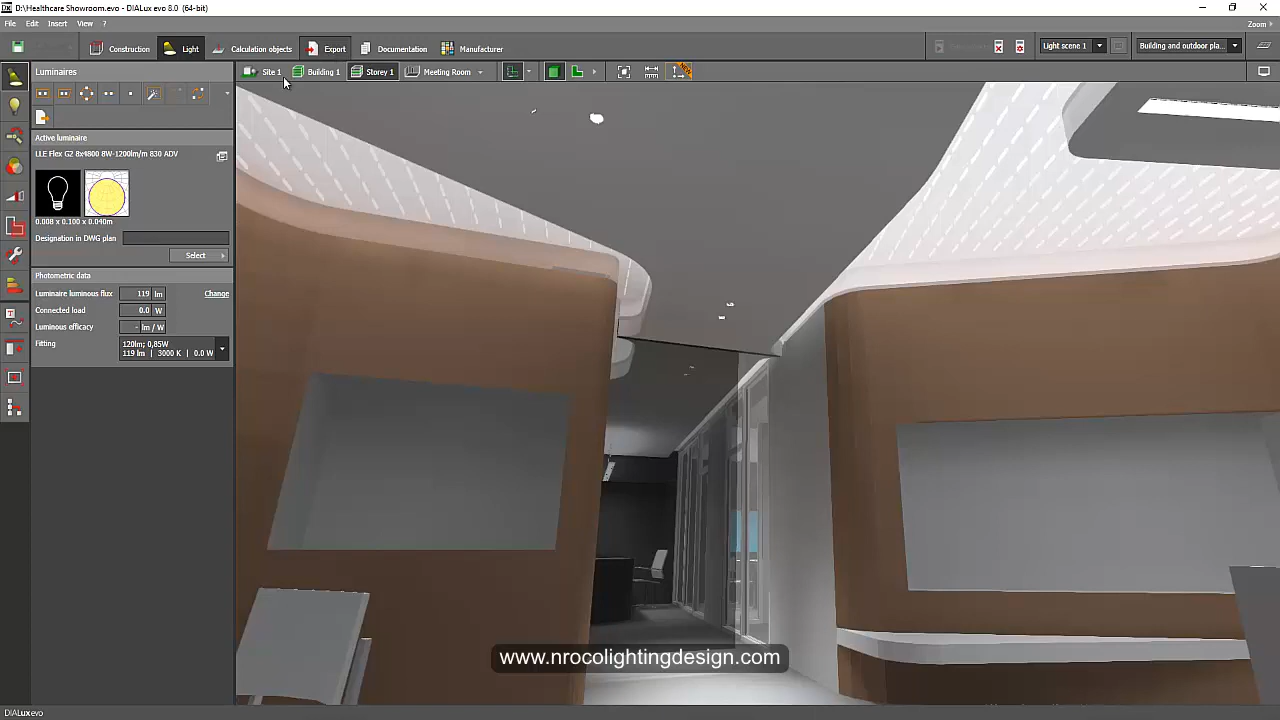 D:\Healthcare Showroom.evo - DIALux evo 8.0 (64-bit)
File Edit Insert View ?
Zoom
Construction Light Calculation objects Export Documentation Manufacturer
Light scene 1 Building and outdoor pla...
Luminaires
Site 1 Building 1 Storey 1 Meeting Room
Active luminaire
LLE Flex G2 8x4800 8W-1200lm/m 830 ADV
0.008 x 0.100 x 0.040m
Designation in DWG plan
Select
Photometric data
Luminaire luminous flux 119 lm Change
Connected load 0.0 W
Luminous efficacy - lm / W
Fitting 120lm; 0,85W
119 lm | 3000 K | 0.0 W
www.nrocolightingdesign.com
DIALux evo